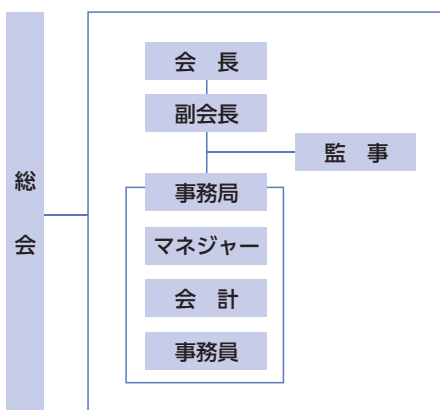 総会
会　長
副会長
監　事
事務局
マネジャー
会　計
事務員